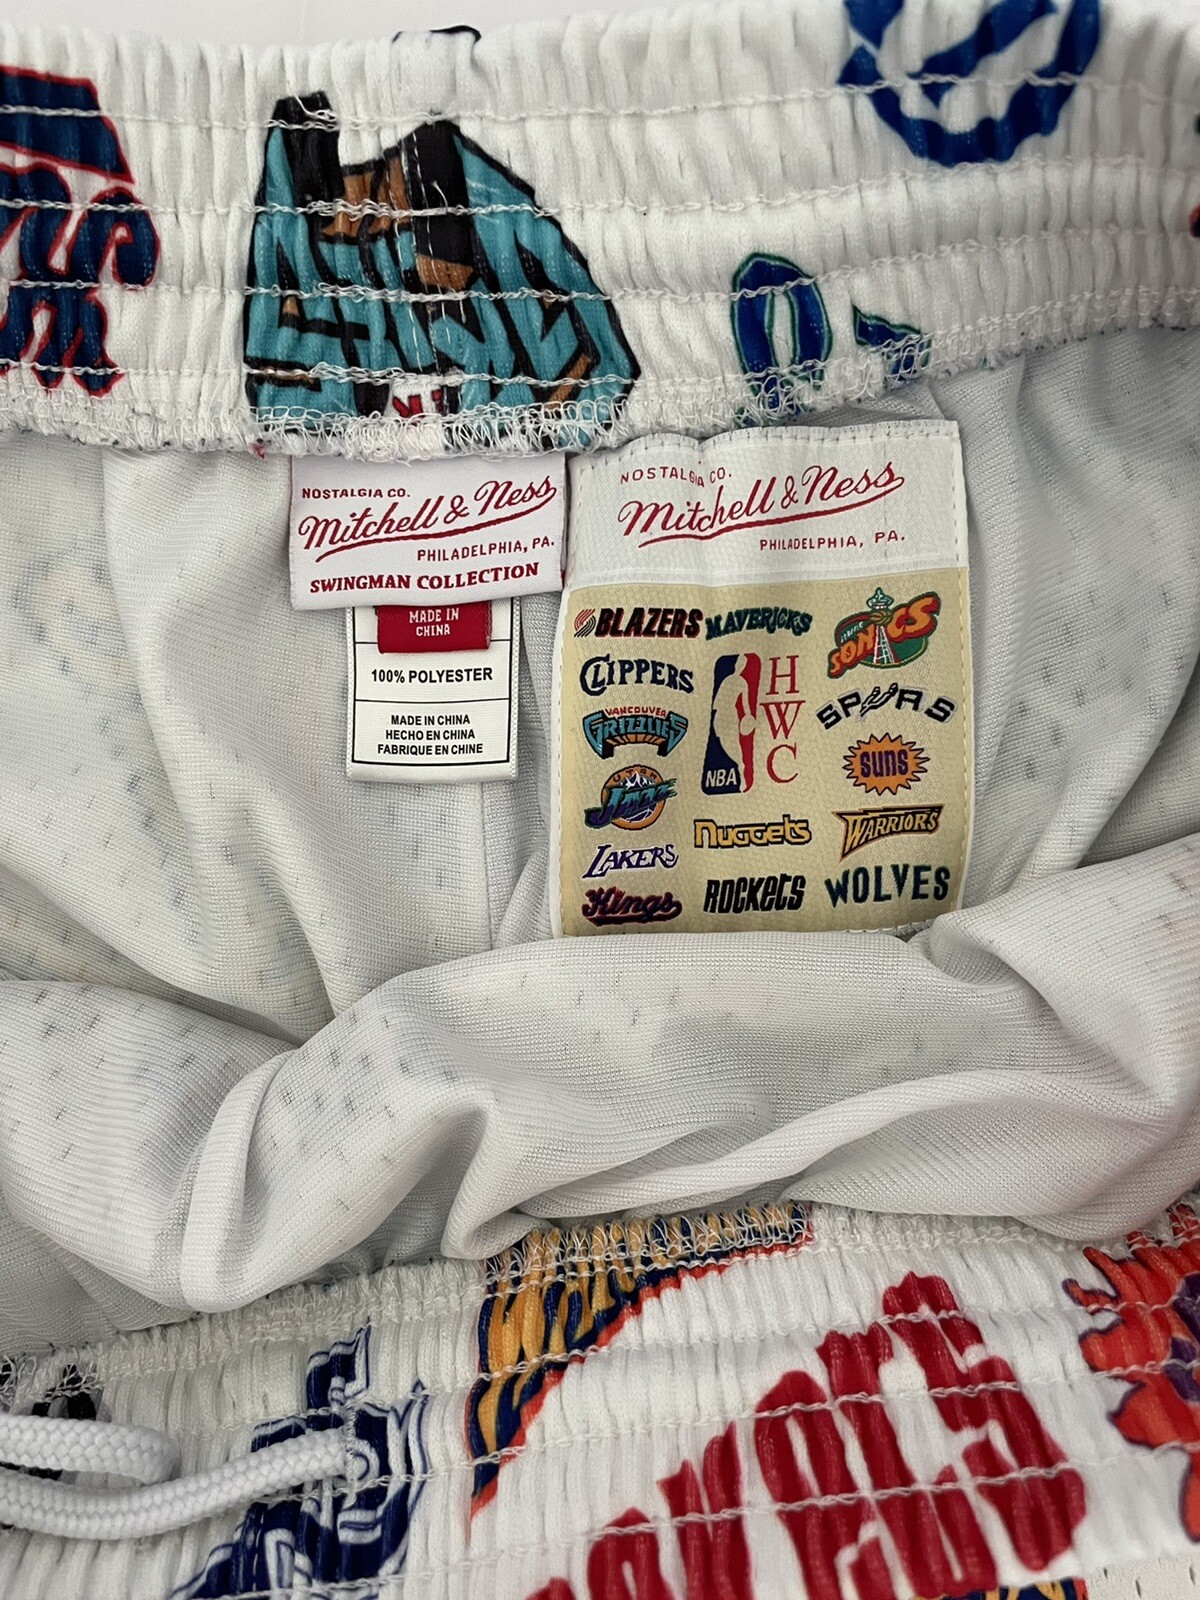 NOSTALGIA CO.
Mitchell & Ness
PHILADELPHIA, PA.
SWINGMAN COLLECTION
MADE IN
CHINA
100% POLYESTER
MADE IN CHINA
HECHO EN CHINA
FABRIQUE EN CHINE
NOSTALGIA CO.
Mitchell & Ness
PHILADELPHIA, PA.
BLAZERS
MAVERICKS
SONICS
CLIPPERS
NBA
H
W
C
SPURS
VANCOUVER
GRIZZLIES
SUNS
UTAH
JAZZ
NUGGETS
WARRIORS
LAKERS
Kings
ROCKETS
WOLVES